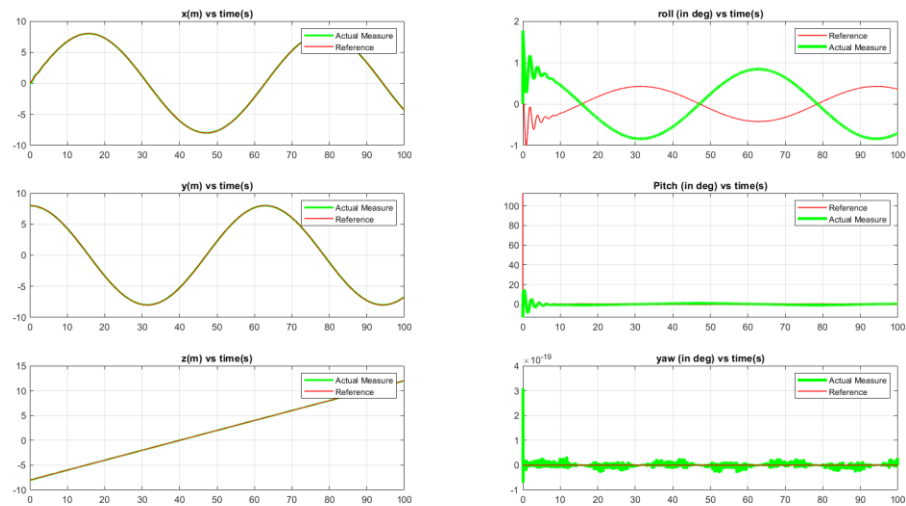 x(m) vs time(s)
10
5
0
-5
-10
0 10 20 30 40 50 60 70 80 90 100
Actual Measure
Reference
roll (in deg) vs time(s)
2
1
0
-1
0 10 20 30 40 50 60 70 80 90 100
Reference
Actual Measure
y(m) vs time(s)
10
5
0
-5
-10
0 10 20 30 40 50 60 70 80 90 100
Actual Measure
Reference
Pitch (in deg) vs time(s)
100
80
60
40
20
0
0 10 20 30 40 50 60 70 80 90 100
Reference
Actual Measure
z(m) vs time(s)
15
10
5
0
-5
-10
0 10 20 30 40 50 60 70 80 90 100
Actual Measure
Reference
yaw (in deg) vs time(s)
×10⁻¹⁹
4
3
2
1
0
-1
0 10 20 30 40 50 60 70 80 90 100
Actual Measure
Reference